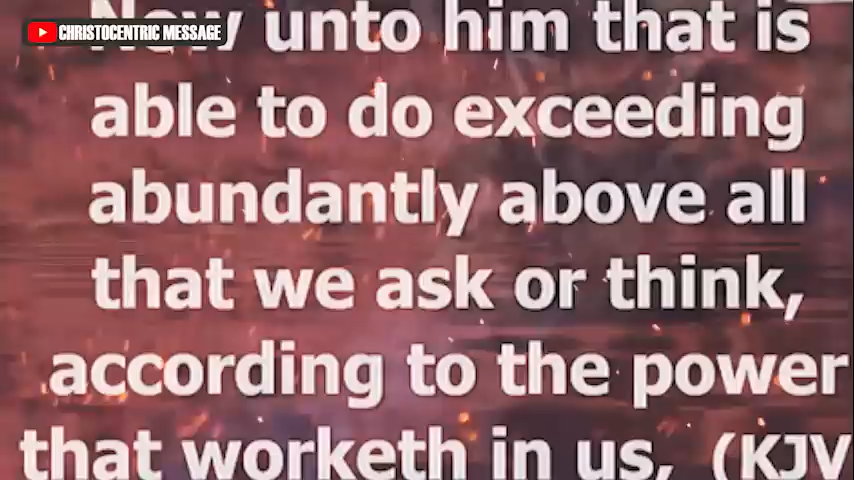 CHRISTOCENTRIC MESSAGE
Now unto him that is
able to do exceeding
abundantly above all
that we ask or think,
according to the power
that worketh in us, (KJV